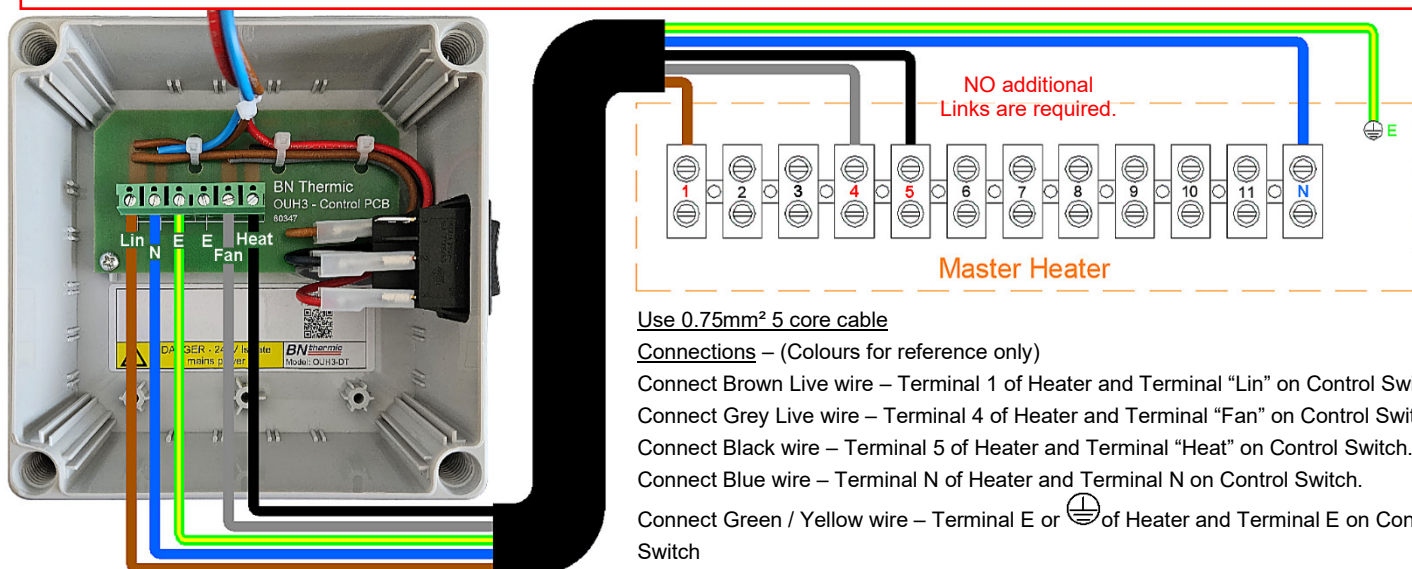 NO additional
Links are required.
E
1 2 3 4 5 6 7 8 9 10 11 N
Master Heater
BN Thermic
OUH3 - Control PCB
80347
Lin N E E Fan Heat
BN thermic
mains power
Model: OUH3-DT
Use 0.75mm² 5 core cable
Connections – (Colours for reference only)
Connect Brown Live wire – Terminal 1 of Heater and Terminal “Lin” on Control Swi
Connect Grey Live wire – Terminal 4 of Heater and Terminal “Fan” on Control Swit
Connect Black wire – Terminal 5 of Heater and Terminal “Heat” on Control Switch.
Connect Blue wire – Terminal N of Heater and Terminal N on Control Switch.
Connect Green / Yellow wire – Terminal E or of Heater and Terminal E on Con
Switch